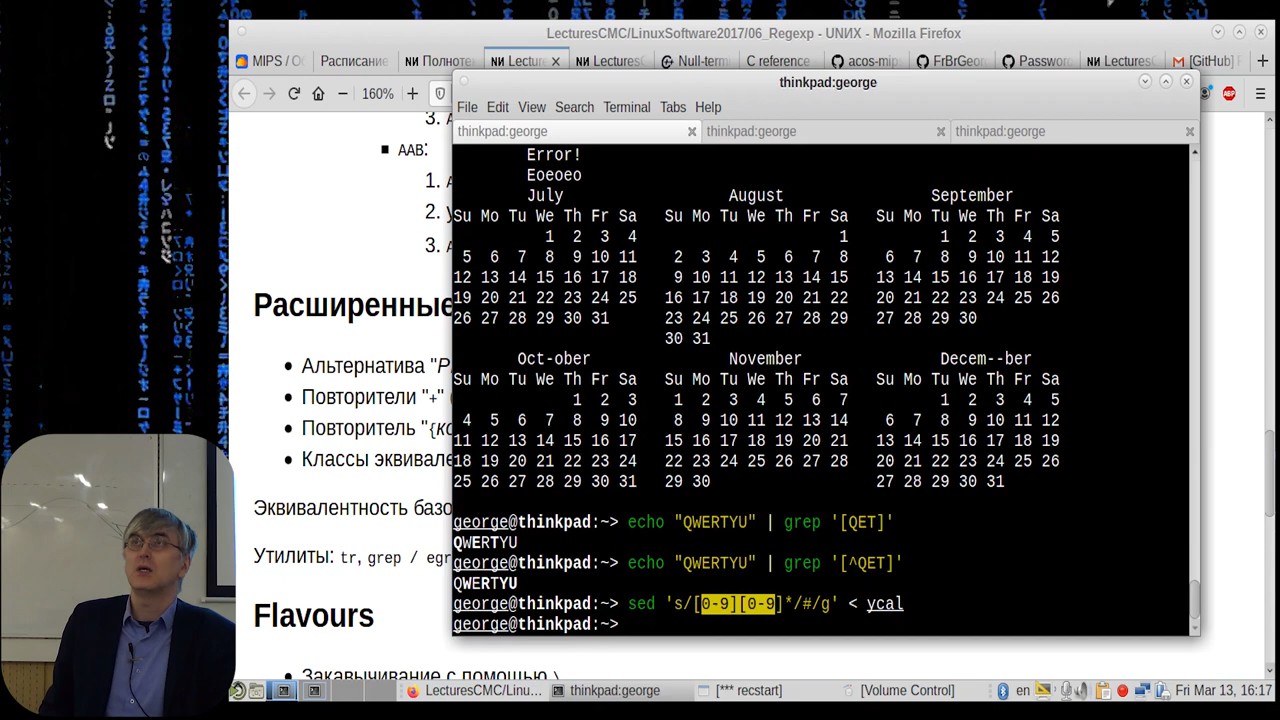 LecturesCMC/LinuxSoftware2017/06_Regexp - UNИX - Mozilla Firefox
MIPS / О Расписание ИИ Полноте ИИ Lecture ИИ LecturesC Null-term C reference acos-mip FrBrGeor Password ИИ LecturesC [GitHub]
160%
thinkpad:george
File Edit View Search Terminal Tabs Help
thinkpad:george thinkpad:george thinkpad:george
3.
AAB:
1.
2.
3.
Расширенные
Альтернатива "
Повторители "+"
Повторитель "{
Классы эквивале
Эквивалентность базо
Утилиты: tr, grep / egr
Flavours
Закавычивание с помощью \
Error!
Eoeoeo
July August September
Su Mo Tu We Th Fr Sa Su Mo Tu We Th Fr Sa Su Mo Tu We Th Fr Sa
1 2 3 4 1 1 2 3 4 5
5 6 7 8 9 10 11 2 3 4 5 6 7 8 6 7 8 9 10 11 12
12 13 14 15 16 17 18 9 10 11 12 13 14 15 13 14 15 16 17 18 19
19 20 21 22 23 24 25 16 17 18 19 20 21 22 20 21 22 23 24 25 26
26 27 28 29 30 31 23 24 25 26 27 28 29 27 28 29 30
30 31
Oct-ober November Decem--ber
Su Mo Tu We Th Fr Sa Su Mo Tu We Th Fr Sa Su Mo Tu We Th Fr Sa
1 2 3 1 2 3 4 5 6 7 1 2 3 4 5
4 5 6 7 8 9 10 8 9 10 11 12 13 14 6 7 8 9 10 11 12
11 12 13 14 15 16 17 15 16 17 18 19 20 21 13 14 15 16 17 18 19
18 19 20 21 22 23 24 22 23 24 25 26 27 28 20 21 22 23 24 25 26
25 26 27 28 29 30 31 29 30 27 28 29 30 31
george@thinkpad:~> echo "QWERTYU" | grep '[QET]'
QWERTYU
george@thinkpad:~> echo "QWERTYU" | grep '[^QET]'
QWERTYU
george@thinkpad:~> sed 's/[0-9][0-9]*/#/g' < ycal
george@thinkpad:~>
LecturesCMC/Linu... thinkpad:george [*** recstart] [Volume Control] en Fri Mar 13, 16:17